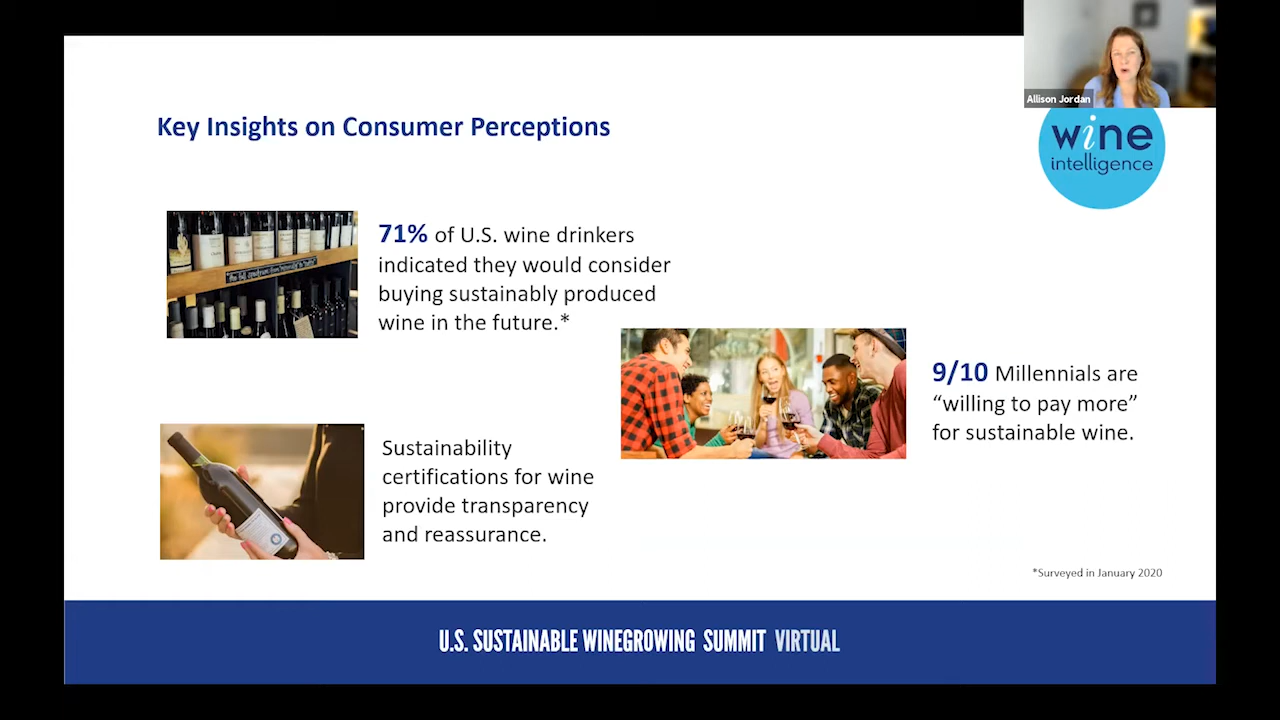 Allison Jordan
wine
intelligence
Key Insights on Consumer Perceptions
71% of U.S. wine drinkers
indicated they would consider
buying sustainably produced
wine in the future.*
9/10 Millennials are
“willing to pay more”
for sustainable wine.
Sustainability
certifications for wine
provide transparency
and reassurance.
*Surveyed in January 2020
U.S. SUSTAINABLE WINEGROWING SUMMIT VIRTUAL